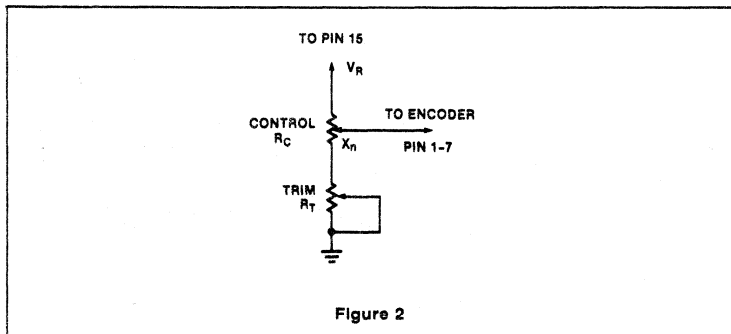 TO PIN 15
V_R
TO ENCODER
CONTROL
R_C
X_n
PIN 1-7
TRIM
R_T
Figure 2